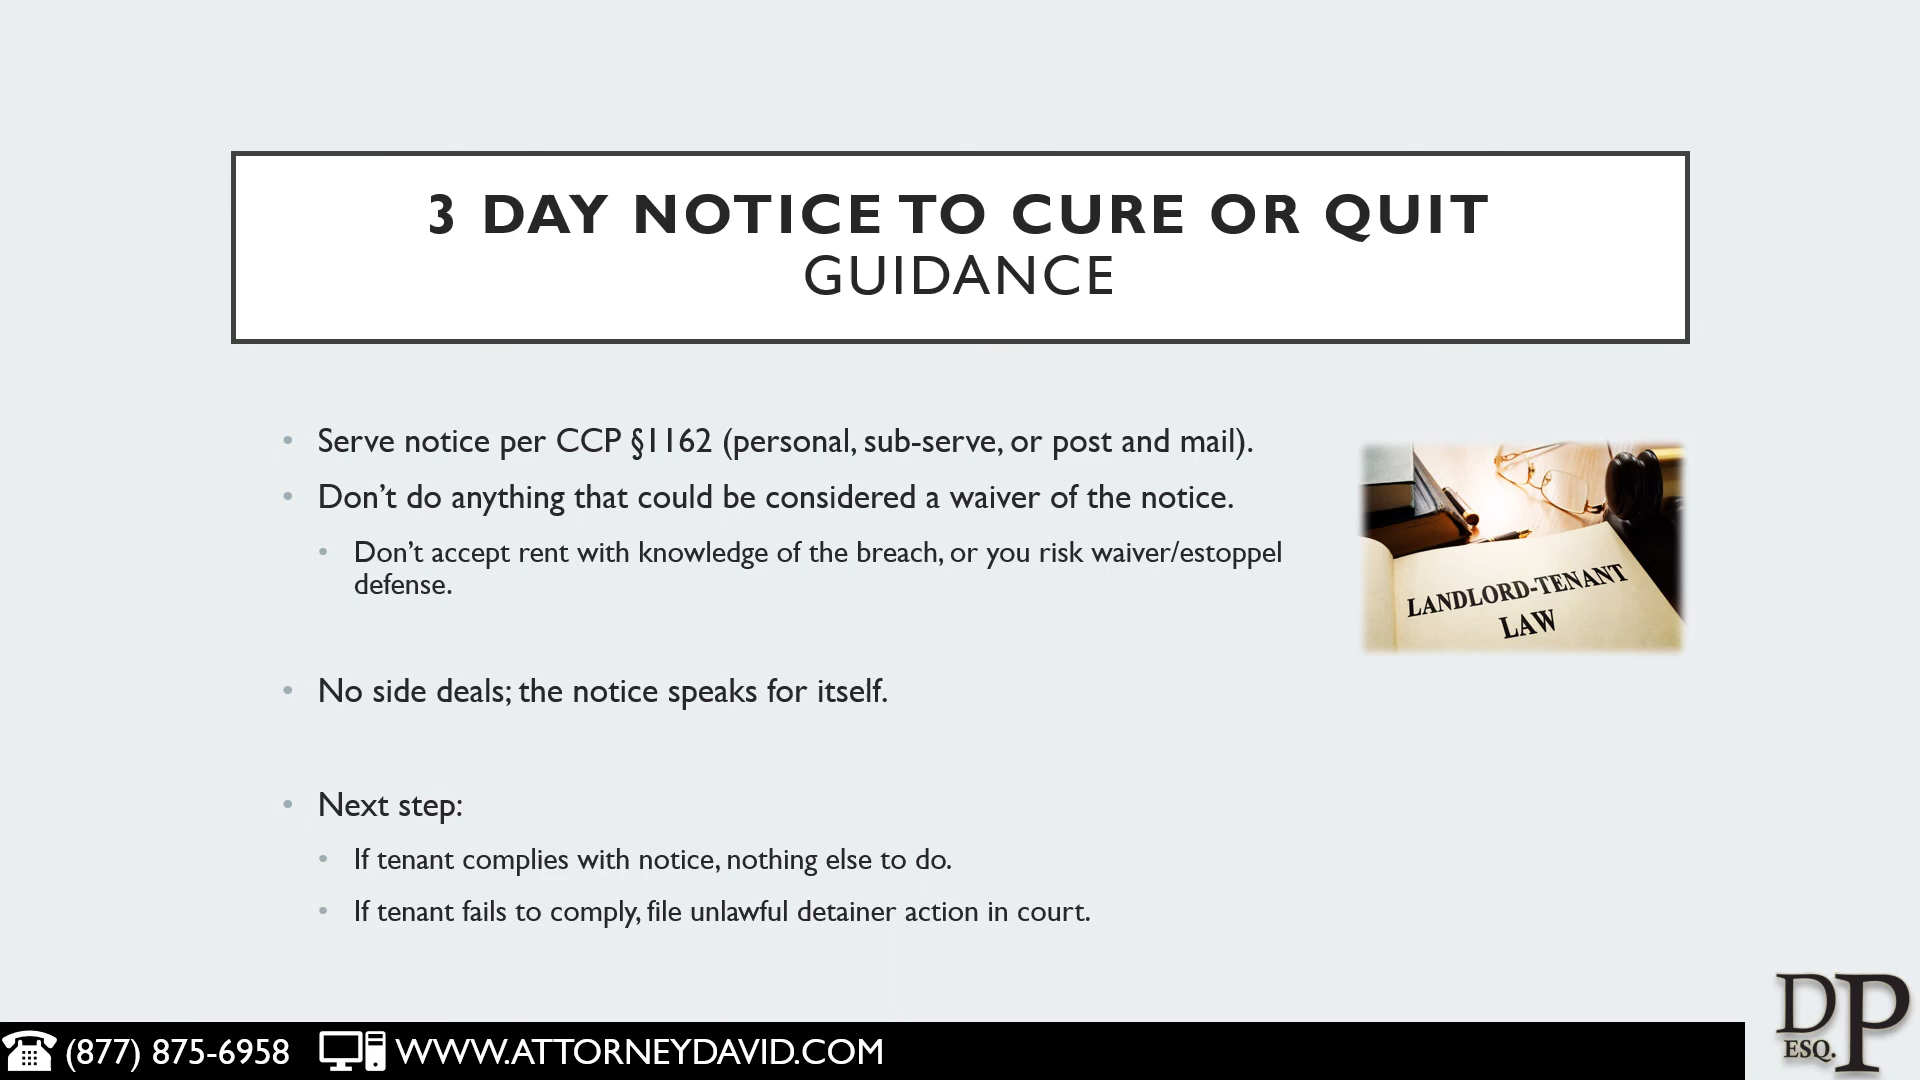 3 DAY NOTICE TO CURE OR QUIT
GUIDANCE
• Serve notice per CCP §1162 (personal, sub-serve, or post and mail).
• Don’t do anything that could be considered a waiver of the notice.
• Don’t accept rent with knowledge of the breach, or you risk waiver/estoppel
defense.
• No side deals; the notice speaks for itself.
• Next step:
• If tenant complies with notice, nothing else to do.
• If tenant fails to comply, file unlawful detainer action in court.
LANDLORD-TENANT
LAW
(877) 875-6958 WWW.ATTORNEYDAVID.COM
DP
ESQ.